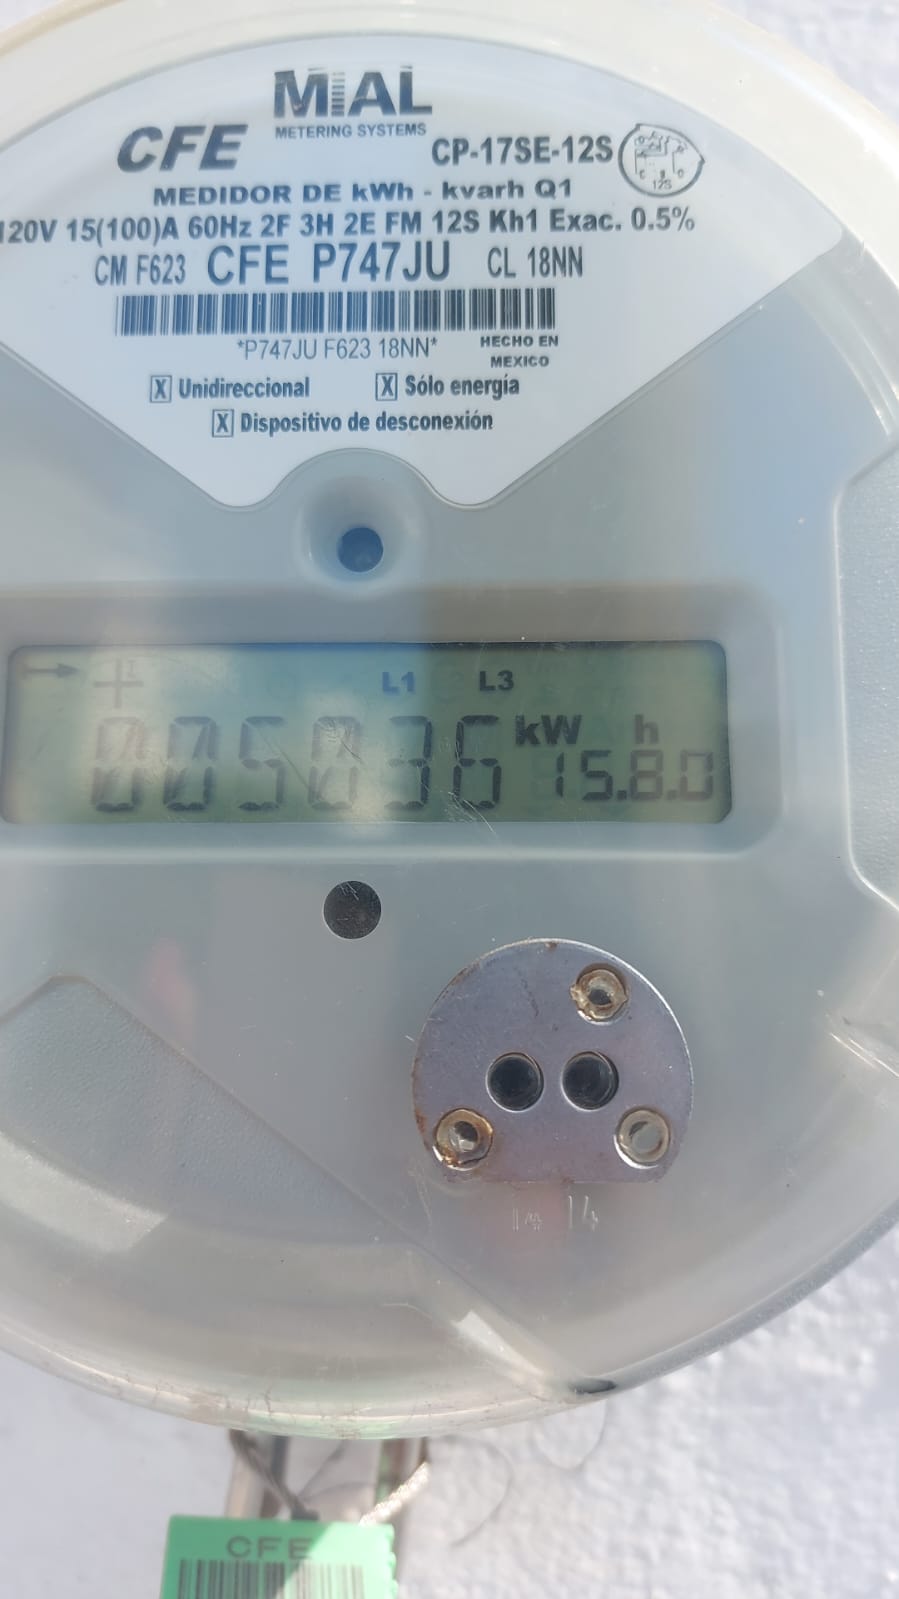 MIAL
METERING SYSTEMS
CFE
CP-17SE-12S
12S
MEDIDOR DE kWh - kvarh Q1
120V 15(100)A 60Hz 2F 3H 2E FM 12S Kh1 Exac. 0.5%
CM F623 CFE P747JU CL 18NN
*P747JU F623 18NN*
HECHO EN
MEXICO
X Unidireccional X Sólo energía
X Dispositivo de desconexión
L1 L3
005036 kW h 15.8.0
14 14
CFE